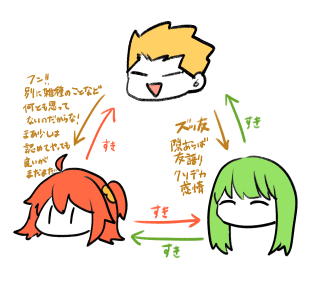 フン!!
別に雑種のことなど
何とも思って
ないんだからな!
まあ少しは
認めてやっても
良いが
まだまだ
すき
ズッ友
隙あらば
友語り
クソデカ
感情
すき
すき
すき